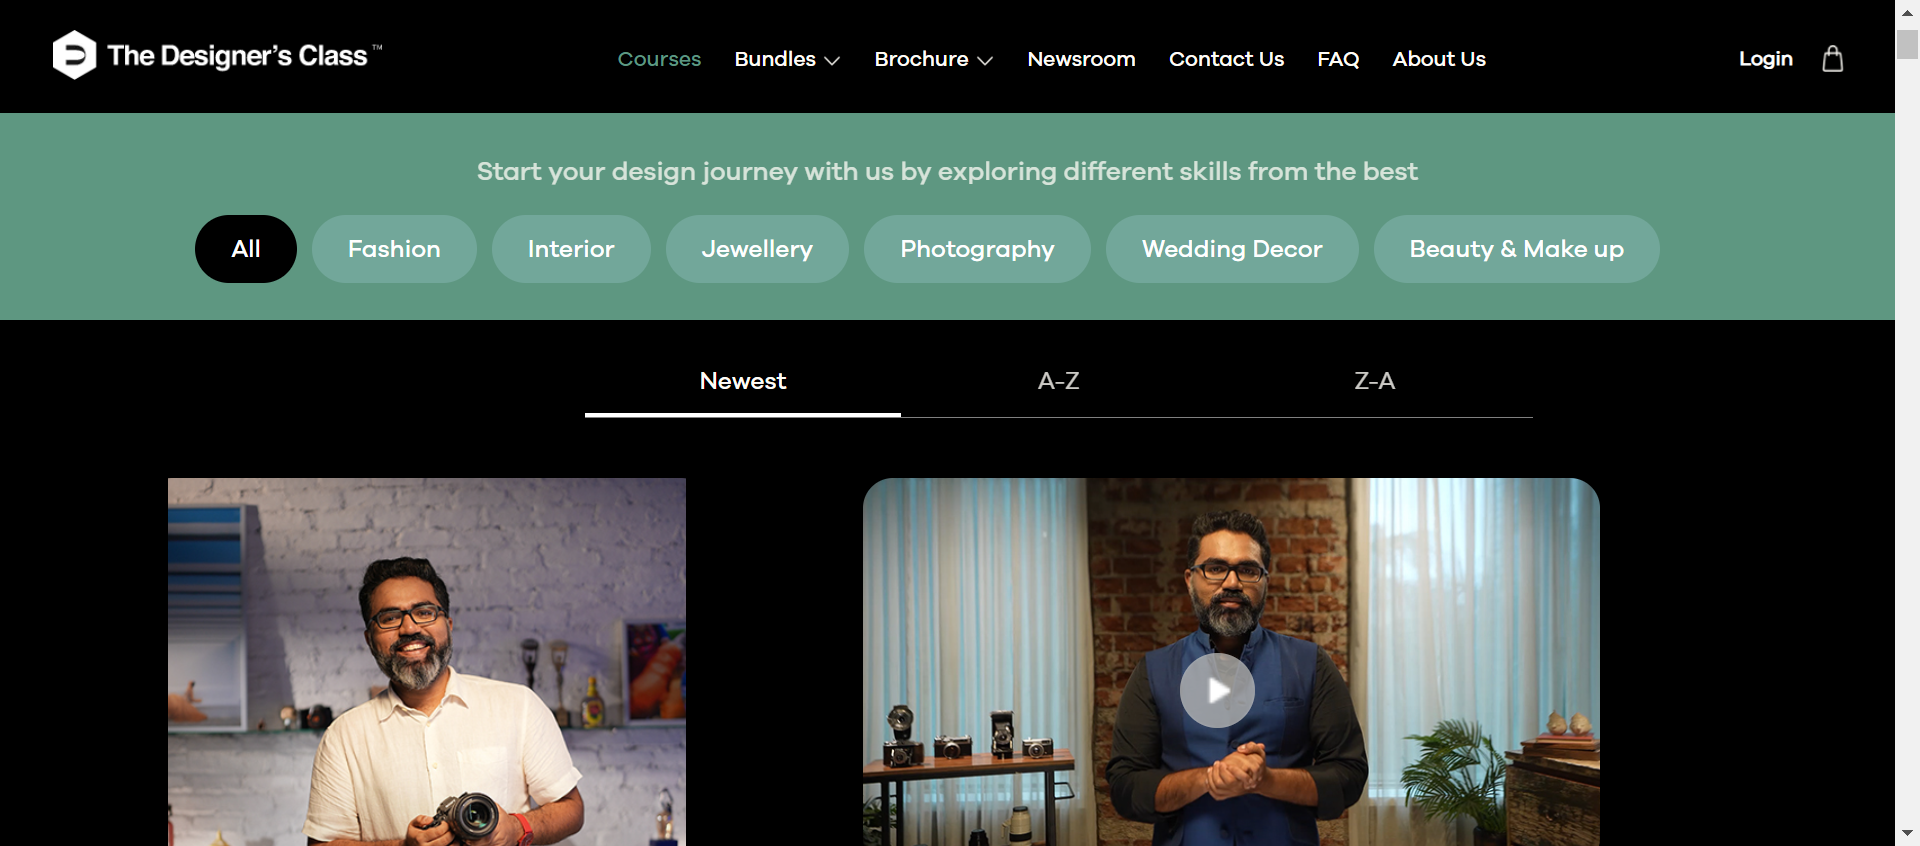 The Designer's Class™
Courses Bundles Brochure Newsroom Contact Us FAQ About Us Login
Start your design journey with us by exploring different skills from the best
All Fashion Interior Jewellery Photography Wedding Decor Beauty & Make up
Newest A-Z Z-A